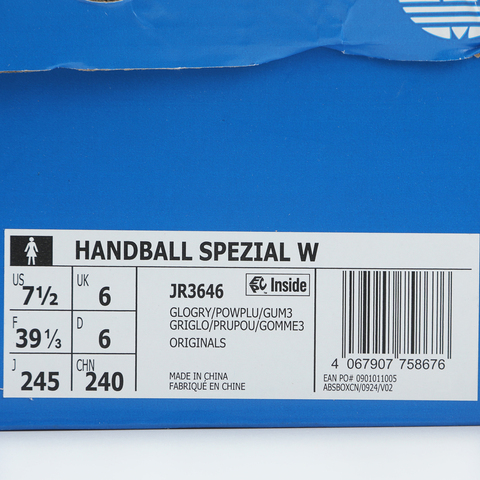 HANDBALL SPEZIAL W
US 7½ UK 6
F 39⅓ D 6
J 245 CHN 240
JR3646 Inside
GLOGRY/POWPLU/GUM3
GRIGLO/PRUPOU/GOMME3
ORIGINALS
MADE IN CHINA
FABRIQUÉ EN CHINE
4 067907 758676
EAN PO# 0901011005
ABSBOXCN/0924/V02